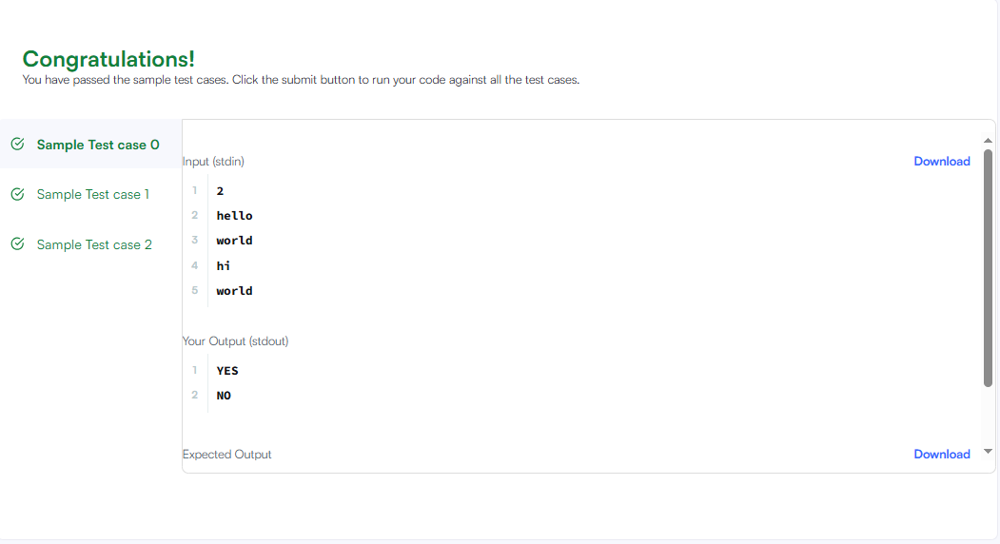 Congratulations!
You have passed the sample test cases. Click the submit button to run your code against all the test cases.
Sample Test case 0
Sample Test case 1
Sample Test case 2
Input (stdin)
Download
1 2
2 hello
3 world
4 hi
5 world
Your Output (stdout)
1 YES
2 NO
Expected Output
Download